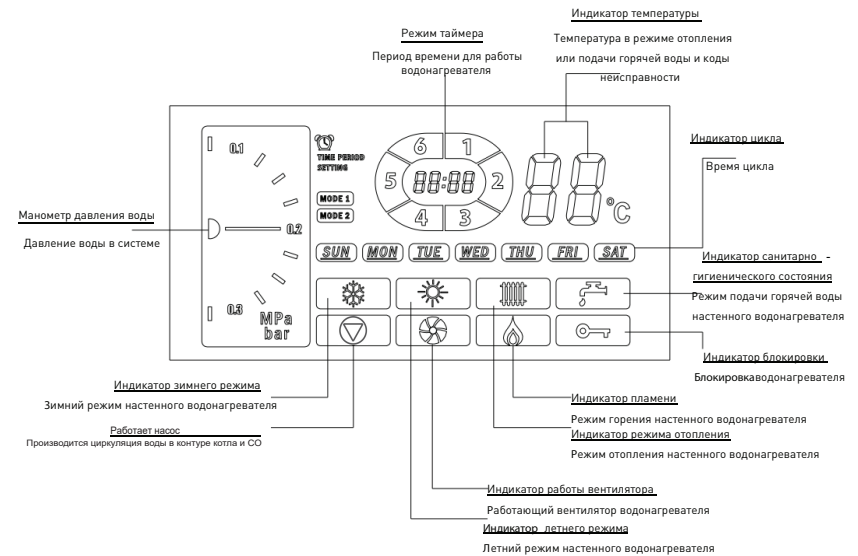 Индикатор температуры
Температура в режиме отопления
или подачи горячей воды и коды
неисправности
Режим таймера
Период времени для работы
водонагревателя
Индикатор цикла
Время цикла
0.1
TIME PERIOD
SETTING
MODE 1
MODE 2
6 1
5 88:88 2
4 3
88 °C
Манометр давления воды
Давление воды в системе
0.2
SUN MON TUE WED THU FRI SAT
0.3
MPa
bar
Индикатор санитарно -
гигиенического состояния
Режим подачи горячей воды
настенного водонагревателя
Индикатор блокировки
Блокировкаводонагревателя
Индикатор зимнего режима
Зимний режим настенного водонагревателя
Работает насос
Производится циркуляция воды в контуре котла и СО
Индикатор пламени
Режим горения настенного водонагревателя
Индикатор режима отопления
Режим отопления настенного водонагревателя
Индикатор работы вентилятора
Работающий вентилятор водонагревателя
Индикатор летнего режима
Летний режим настенного водонагревателя